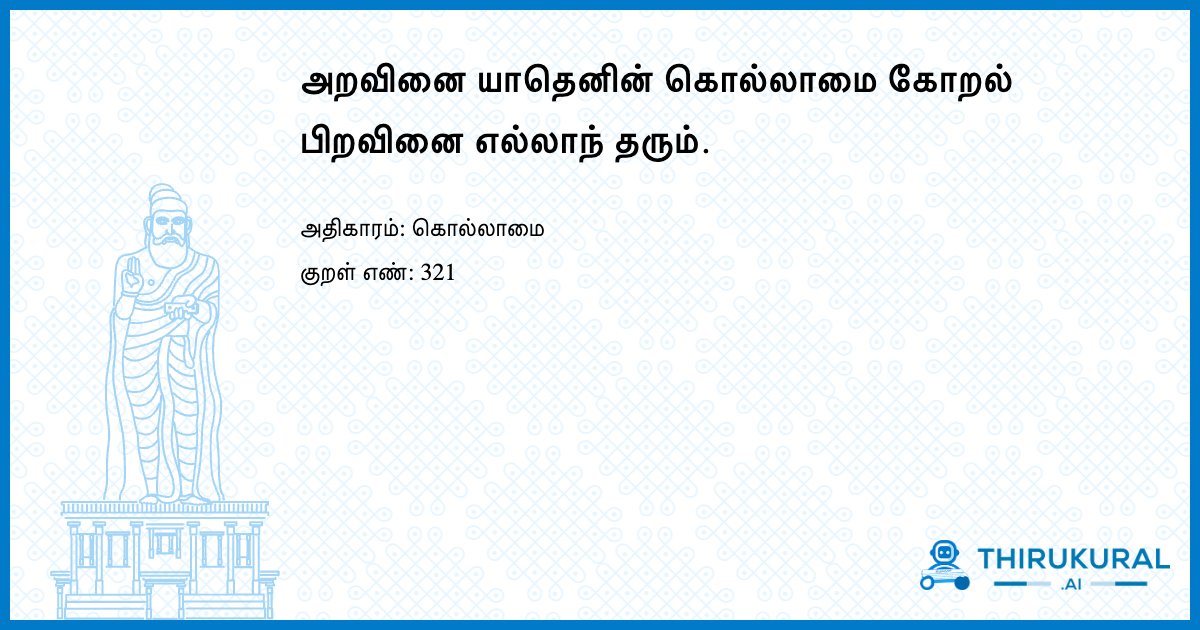 அறவினை யாதெனின் கொல்லாமை கோறல்
பிறவினை எல்லாந் தரும்.
அதிகாரம்: கொல்லாமை
குறள் எண்: 321
THIRUKURAL
.AI